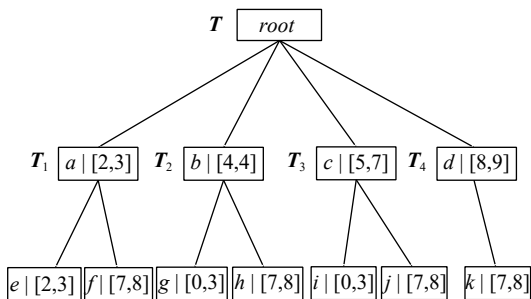 T root
T1 a | [2,3] T2 b | [4,4] T3 c | [5,7] T4 d | [8,9]
e | [2,3] f | [7,8] g | [0,3] h | [7,8] i | [0,3] j | [7,8] k | [7,8]